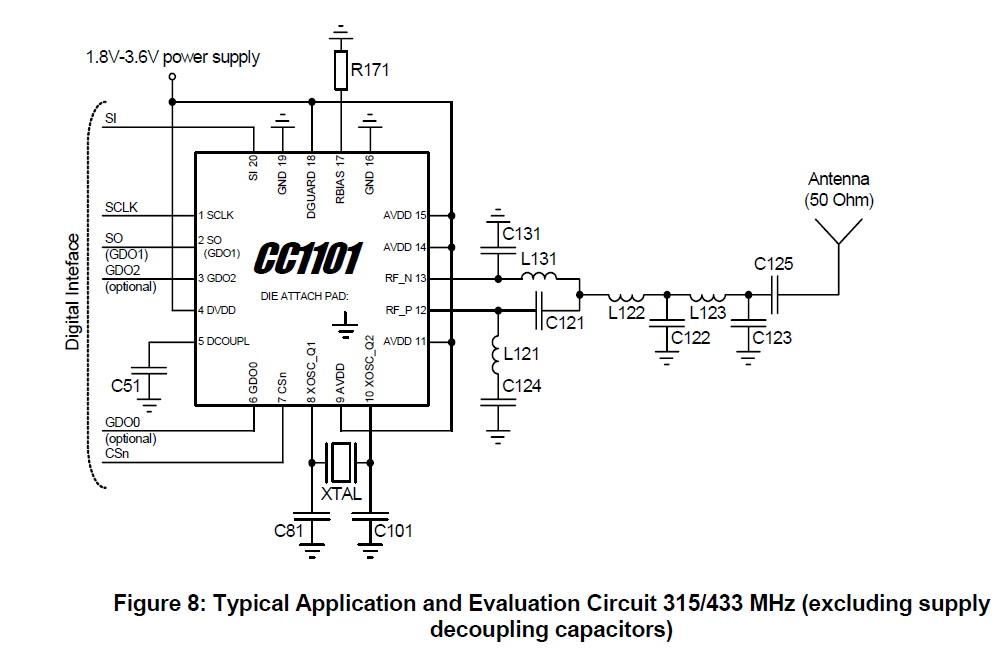 1.8V-3.6V power supply
R171
SI
SI 20
GND 19
DGUARD 18
RBIAS 17
GND 16
Antenna
(50 Ohm)
SCLK
1 SCLK
AVDD 15
C131
SO
2 SO
(GDO1)
(GDO1)
CC1101
AVDD 14
L131
C125
GDO2
3 GDO2
RF_N 13
(optional)
DIE ATTACH PAD:
4 DVDD
RF_P 12
C121
L122
L123
Digital Inteface
C122
C123
5 DCOUPL
AVDD 11
L121
C51
6 GDO0
7 CSn
8 XOSC_Q1
9 AVDD
10 XOSC_Q2
C124
GDO0
(optional)
CSn
XTAL
C81
C101
Figure 8: Typical Application and Evaluation Circuit 315/433 MHz (excluding supply
decoupling capacitors)